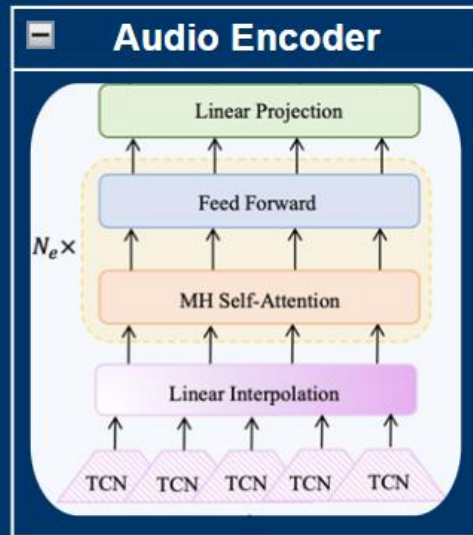 Audio Encoder
Linear Projection
Feed Forward
Nₑ×
MH Self-Attention
Linear Interpolation
TCN TCN TCN TCN TCN